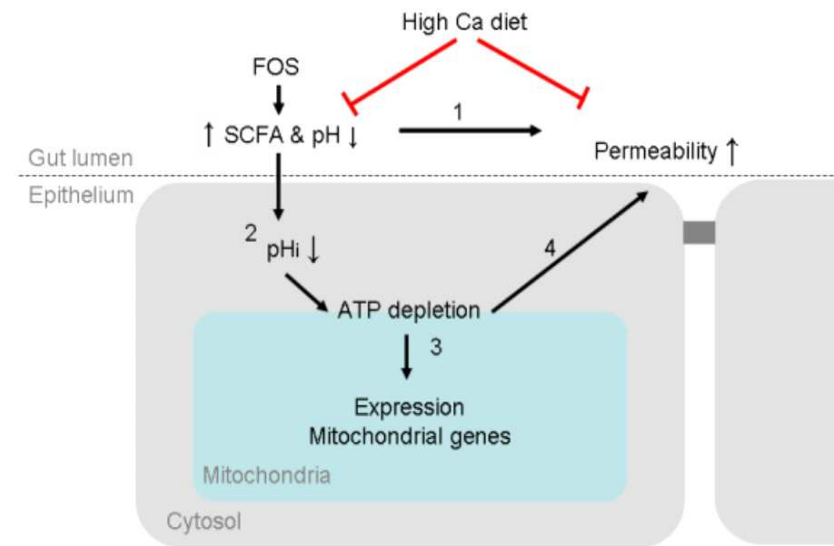 High Ca diet
FOS
1
↑ SCFA & pH ↓
Permeability ↑
Gut lumen
Epithelium
2
pHi ↓
4
ATP depletion
3
Expression
Mitochondrial genes
Mitochondria
Cytosol